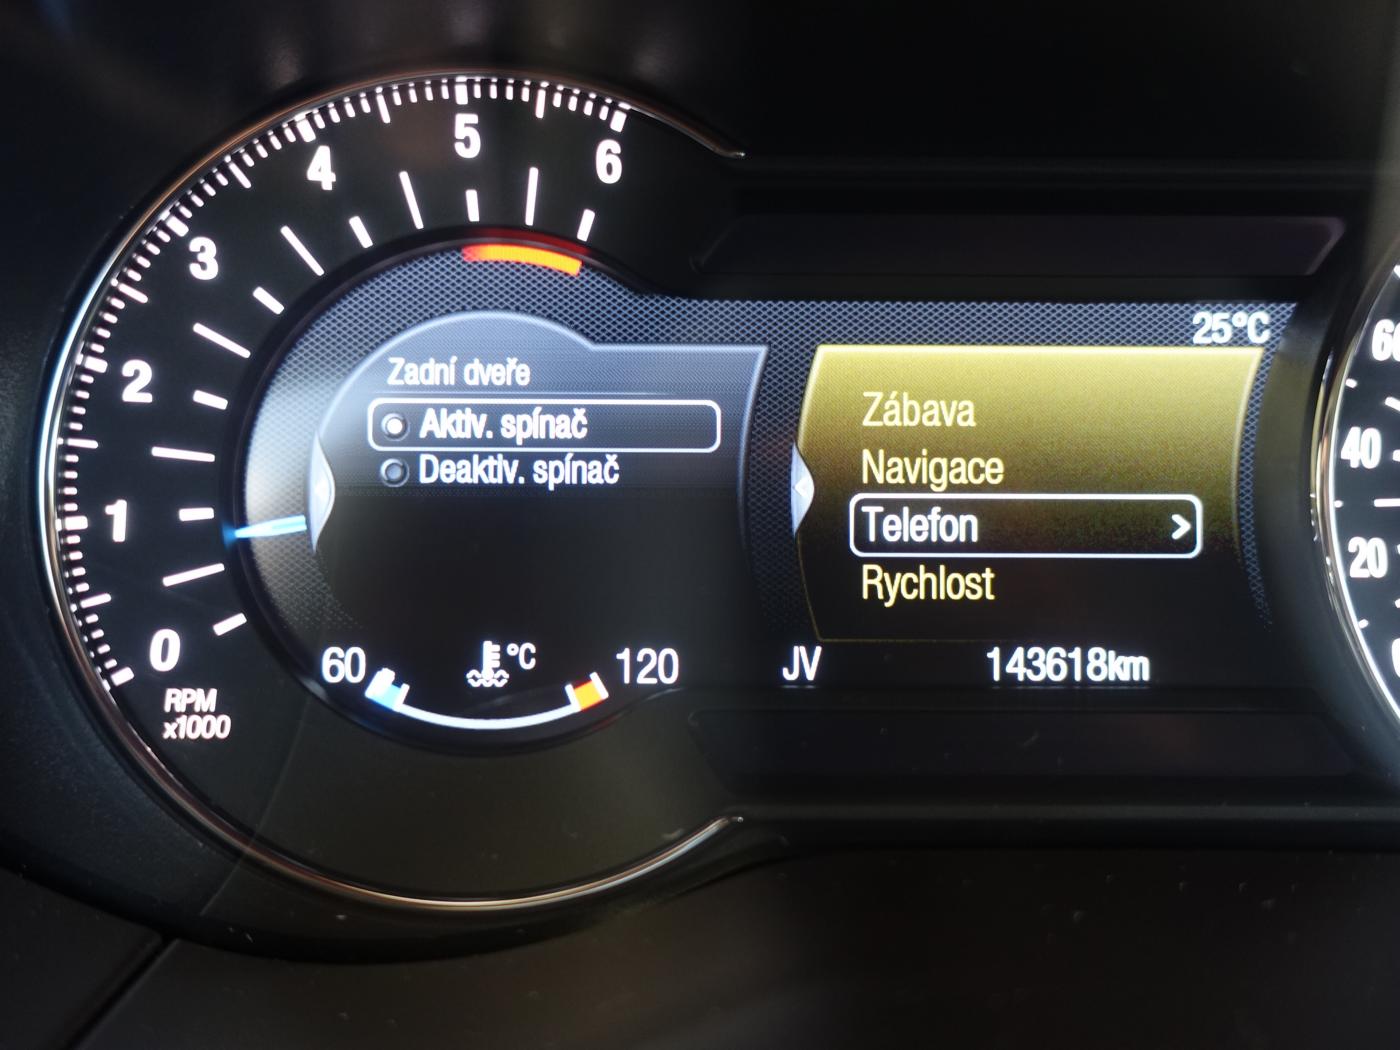 6
5
4
3
2
1
0
RPM
x1000
Zadní dveře
Aktiv. spínač
Deaktiv. spínač
60
°C
120
25°C
Zábava
Navigace
Telefon
Rychlost
JV
143618km
60
40
20